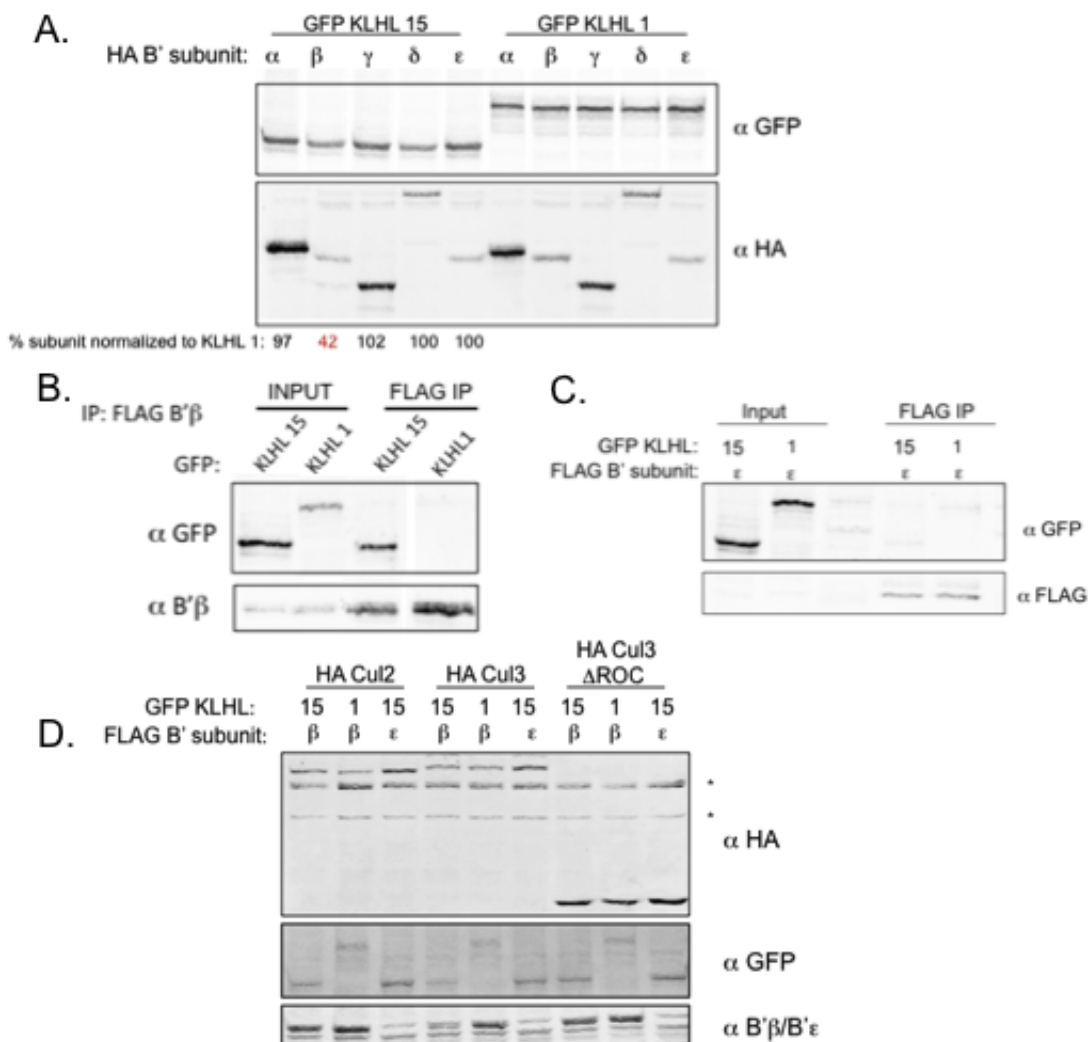 A.
GFP KLHL 15 GFP KLHL 1
HA B' subunit: α β γ δ ε α β γ δ ε
α GFP
α HA
% subunit normalized to KLHL 1: 97 42 102 100 100
B.
INPUT FLAG IP
IP: FLAG B'β
GFP: KLHL 15 KLHL 1 KLHL 15 KLHL1
α GFP
α B'β
C.
Input FLAG IP
GFP KLHL: 15 1 15 1
FLAG B' subunit: ε ε ε ε
α GFP
α FLAG
D.
HA Cul2 HA Cul3 HA Cul3
ΔROC
GFP KLHL: 15 1 15 15 1 15 15 1 15
FLAG B' subunit: β β ε β β ε β β ε
*
*
α HA
α GFP
α B'β/B'ε